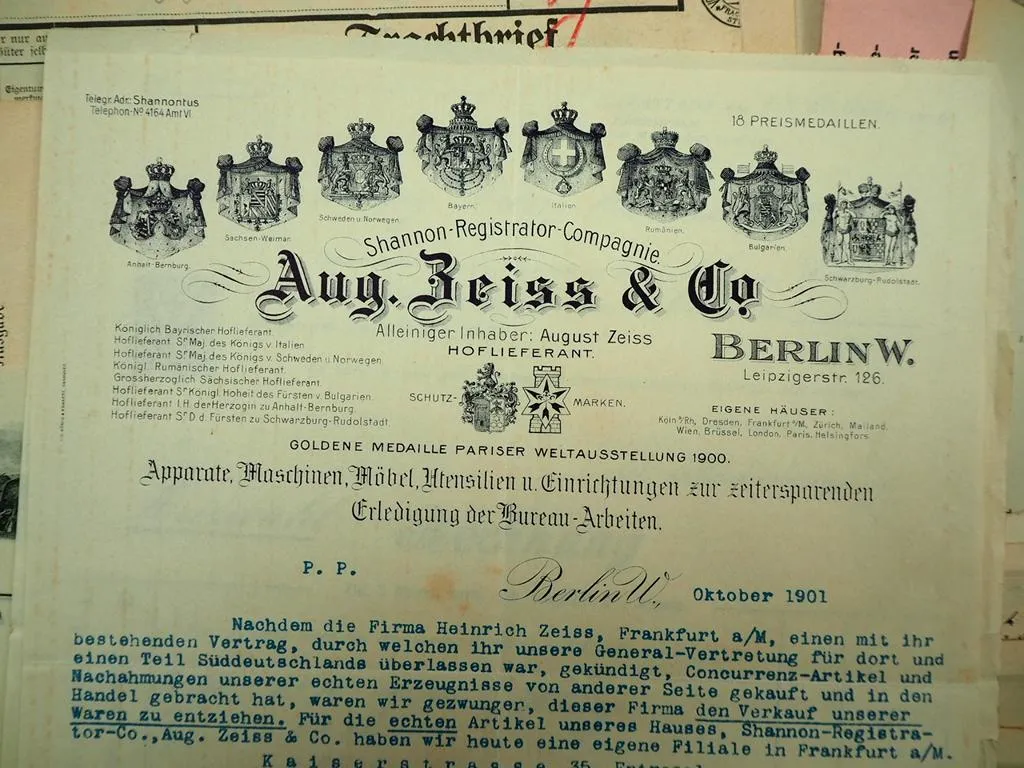 r nur au
Güter selb
Frachtbrief
Telegr. Adr.: Shannontus
Telephon-Nº 4164 Amt VI.
18 PREISMEDAILLEN.
Anhalt-Bernburg.
Sachsen-Weimar.
Schweden u. Norwegen.
Bayern.
Italien.
Rumänien.
Bulgarien.
Schwarzburg-Rudolstadt.
Shannon-Registrator-Compagnie
Aug. Zeiss & Co
Alleiniger Inhaber: August Zeiss
HOFLIEFERANT.
BERLIN W.
Leipzigerstr. 126.
Königlich Bayrischer Hoflieferant.
Hoflieferant Sr Maj. des Königs v. Italien
Hoflieferant Sr Maj. des Königs v. Schweden u. Norwegen.
Königl. Rumänischer Hoflieferant.
Grossherzoglich Sächsischer Hoflieferant.
Hoflieferant Sr Königl. Hoheit des Fürsten v. Bulgarien.
Hoflieferant I. H. der Herzogin zu Anhalt-Bernburg.
Hoflieferant Sr D. d. Fürsten zu Schwarzburg-Rudolstadt.
SCHUTZ-
MARKEN.
EIGENE HÄUSER:
Köln a/Rh, Dresden, Frankfurt a/M, Zürich, Mailand,
Wien, Brüssel, London, Paris, Helsingfors.
GOLDENE MEDAILLE PARISER WELTAUSSTELLUNG 1900.
Apparate, Maschinen, Möbel, Utensilien u. Einrichtungen zur zeitersparenden
Erledigung der Bureau-Arbeiten.
P. P.
Berlin W., Oktober 1901
Nachdem die Firma Heinrich Zeiss, Frankfurt a/M, einen mit ihr
bestehenden Vertrag, durch welchen ihr unsere General-Vertretung für dort und
einen Teil Süddeutschlands überlassen war, gekündigt, Concurrenz-Artikel und
Nachahmungen unserer echten Erzeugnisse von anderer Seite gekauft und in den
Handel gebracht hat, waren wir gezwungen, dieser Firma den Verkauf unserer
Waren zu entziehen. Für die echten Artikel unseres Hauses, Shannon-Registra-
tor-Co., Aug. Zeiss & Co. haben wir heute eine eigene Filiale in Frankfurt a/M.
Kaiserstrasse 35, Entresol